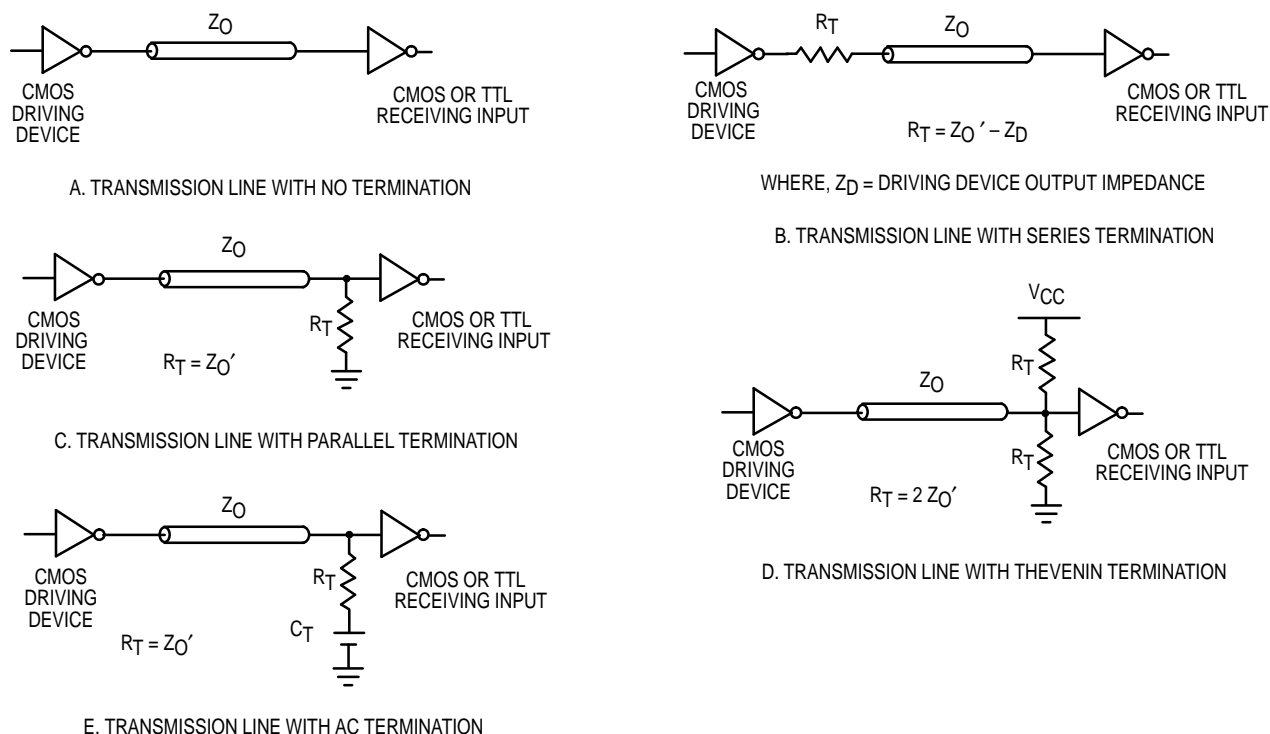 Z_O
CMOS
DRIVING
DEVICE
CMOS OR TTL
RECEIVING INPUT
A. TRANSMISSION LINE WITH NO TERMINATION
R_T
Z_O
CMOS
DRIVING
DEVICE
CMOS OR TTL
RECEIVING INPUT
R_T = Z_O′ – Z_D
WHERE, Z_D = DRIVING DEVICE OUTPUT IMPEDANCE
B. TRANSMISSION LINE WITH SERIES TERMINATION
Z_O
CMOS
DRIVING
DEVICE
R_T
CMOS OR TTL
RECEIVING INPUT
R_T = Z_O′
C. TRANSMISSION LINE WITH PARALLEL TERMINATION
V_CC
R_T
Z_O
CMOS
DRIVING
DEVICE
R_T
CMOS OR TTL
RECEIVING INPUT
R_T = 2 Z_O′
D. TRANSMISSION LINE WITH THEVENIN TERMINATION
Z_O
CMOS
DRIVING
DEVICE
R_T
CMOS OR TTL
RECEIVING INPUT
C_T
R_T = Z_O′
E. TRANSMISSION LINE WITH AC TERMINATION